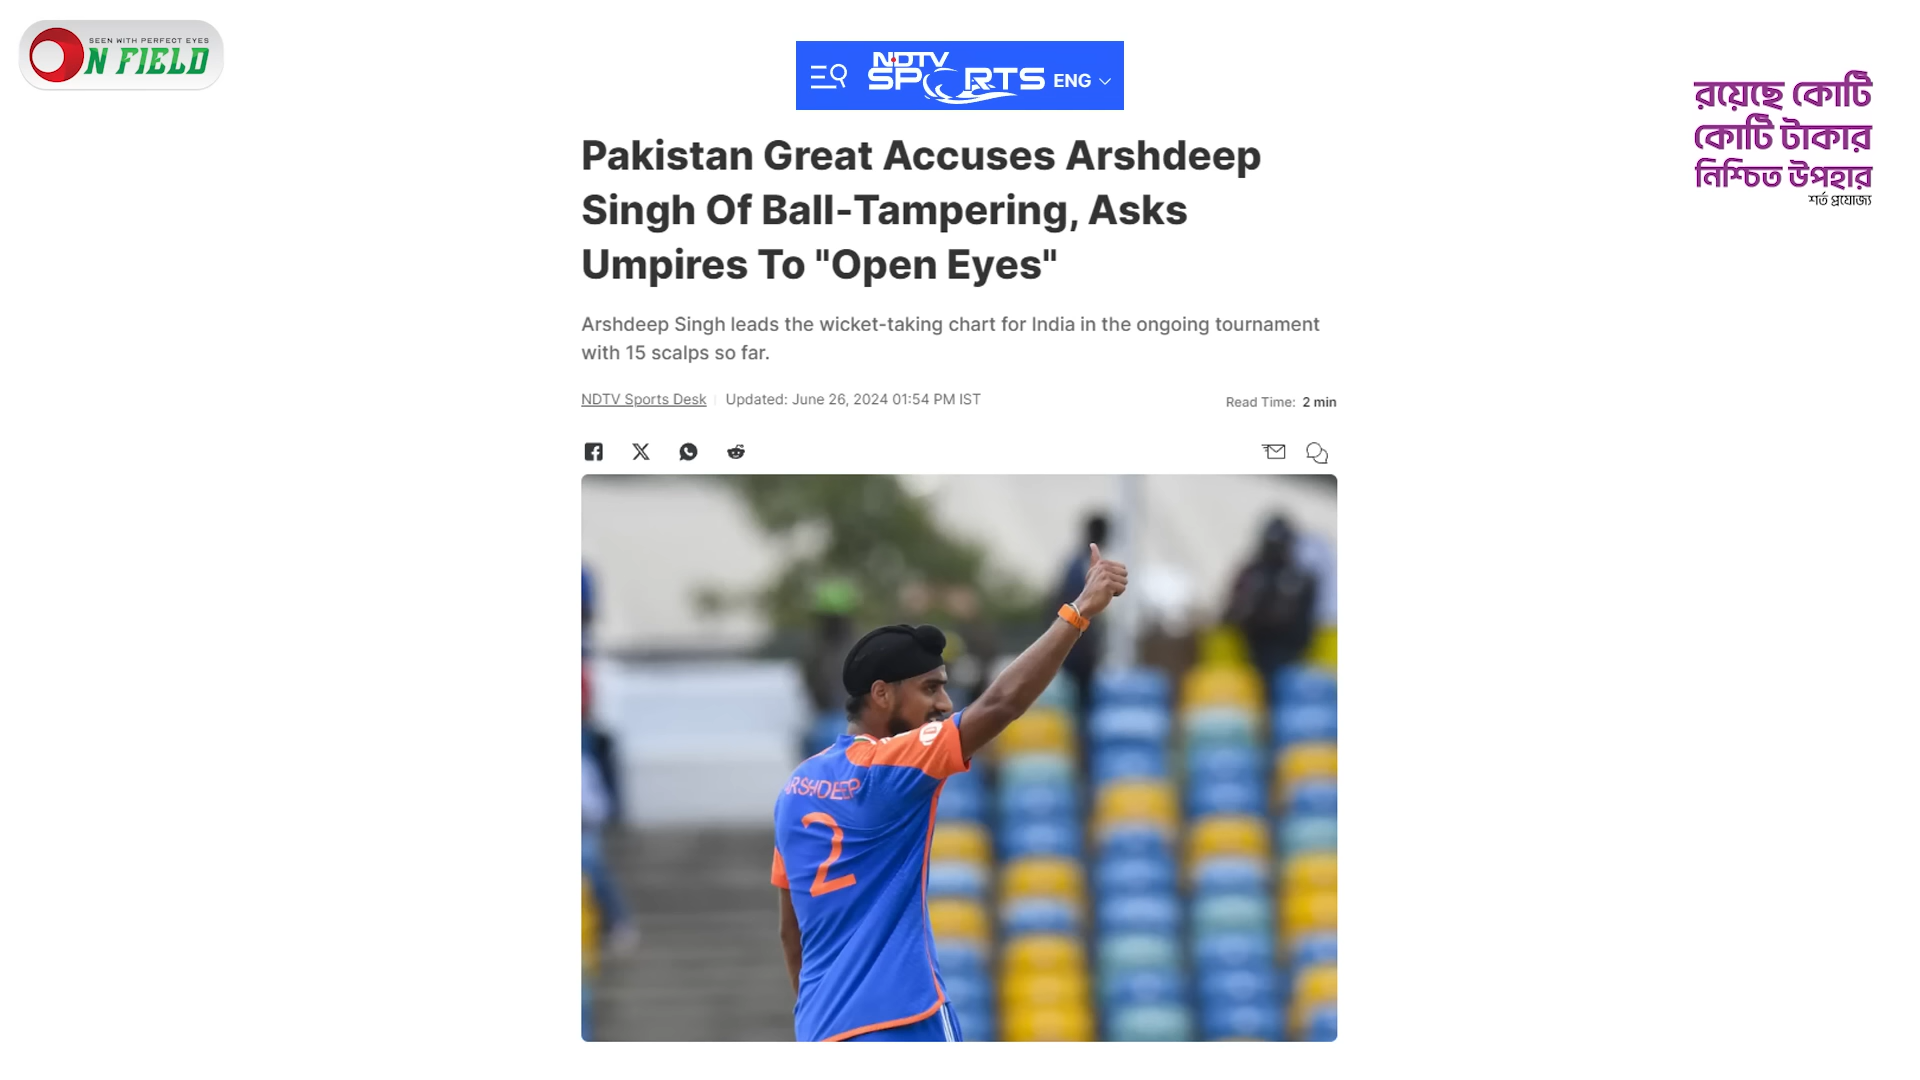 SEEN WITH PERFECT EYES
ON FIELD
NDTV
SPORTS
ENG
রয়েছে কোটি
কোটি টাকার
নিশ্চিত উপহার
শর্ত প্রযোজ্য
Pakistan Great Accuses Arshdeep
Singh Of Ball-Tampering, Asks
Umpires To "Open Eyes"
Arshdeep Singh leads the wicket-taking chart for India in the ongoing tournament
with 15 scalps so far.
NDTV Sports Desk Updated: June 26, 2024 01:54 PM IST
Read Time: 2 min
ARSHDEEP
2